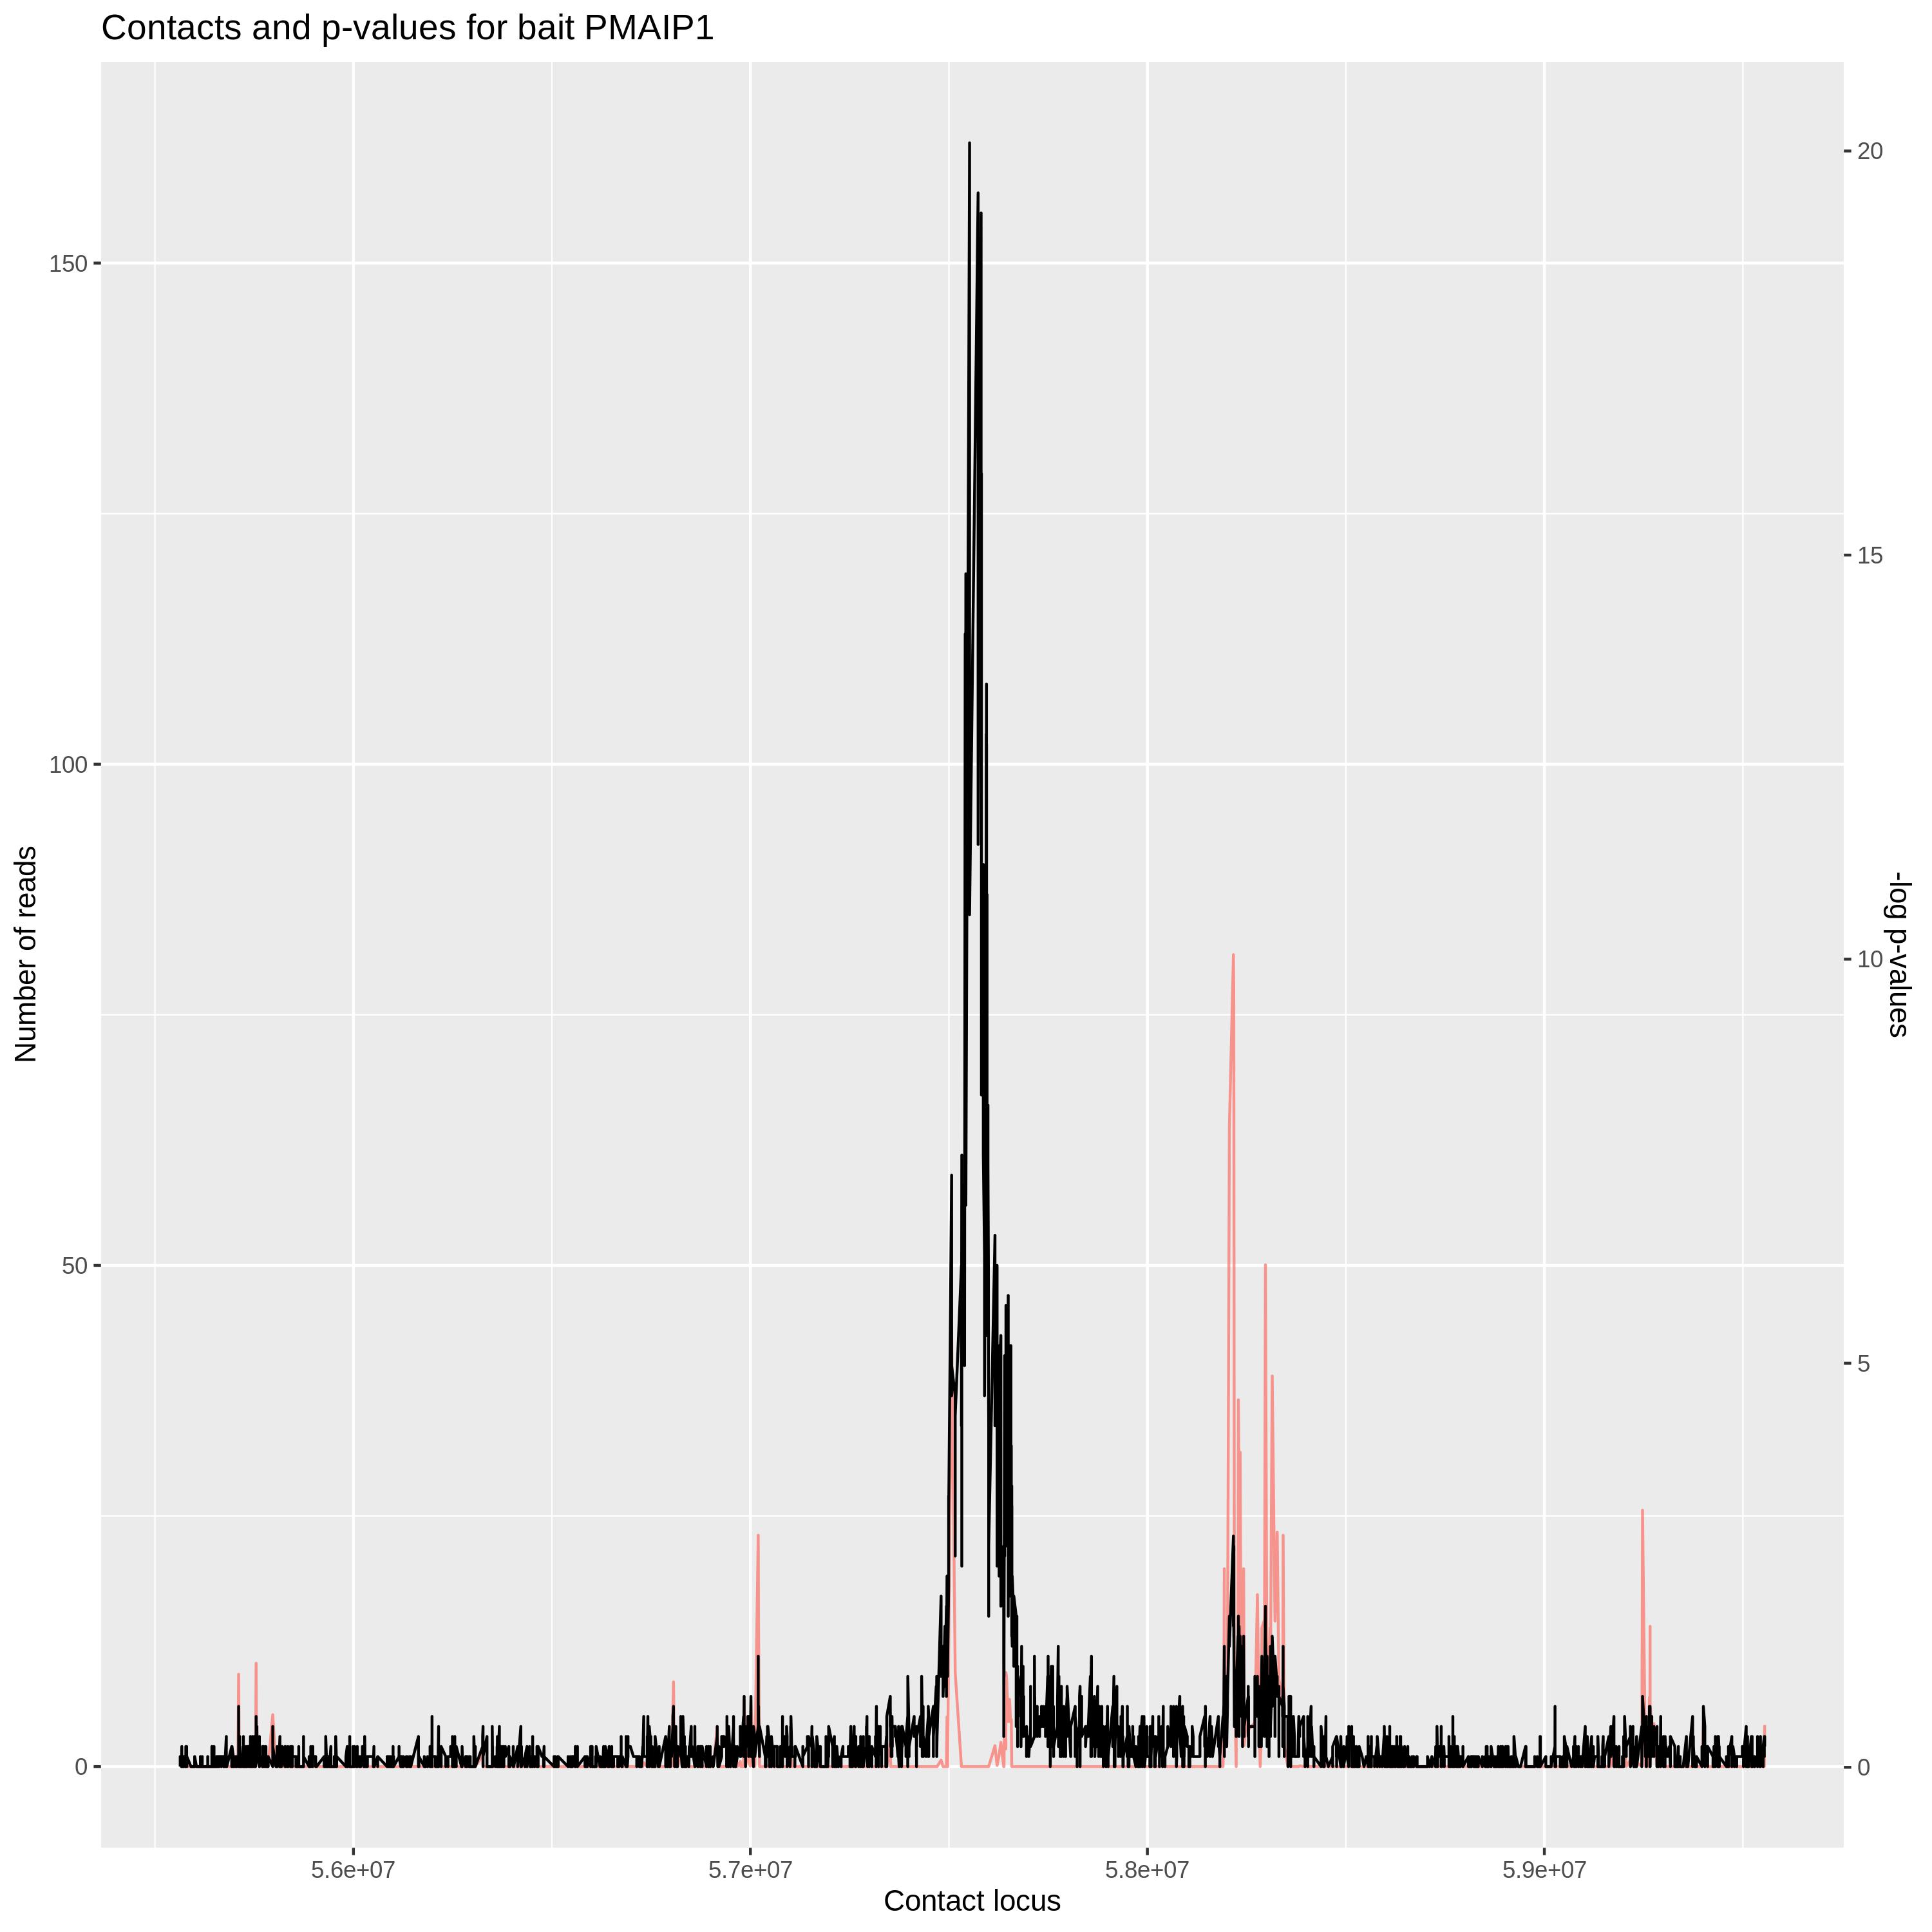 Contacts and p-values for bait PMAIP1
Number of reads
150
100
50
0
20
15
10
5
0
-log p-values
5.6e+07
5.7e+07
5.8e+07
5.9e+07
Contact locus